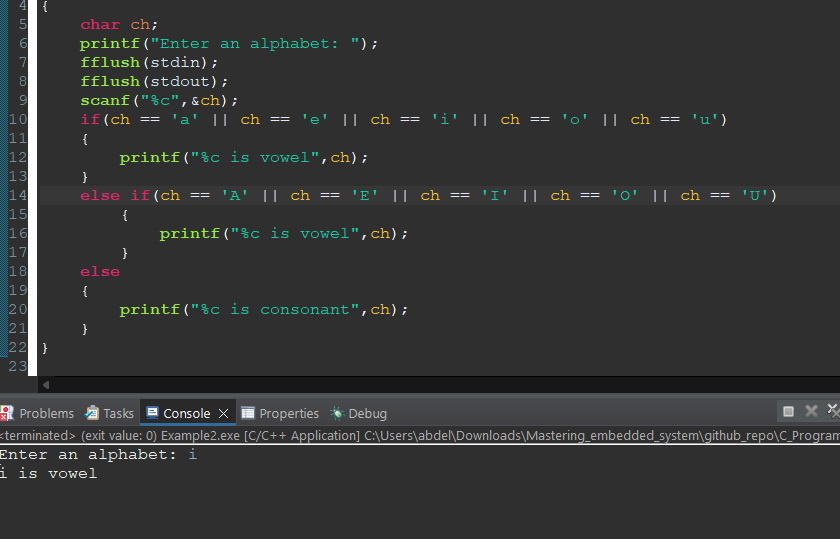 4 {
5 char ch;
6 printf("Enter an alphabet: ");
7 fflush(stdin);
8 fflush(stdout);
9 scanf("%c",&ch);
10 if(ch == 'a' || ch == 'e' || ch == 'i' || ch == 'o' || ch == 'u')
11 {
12 printf("%c is vowel",ch);
13 }
14 else if(ch == 'A' || ch == 'E' || ch == 'I' || ch == 'O' || ch == 'U')
15 {
16 printf("%c is vowel",ch);
17 }
18 else
19 {
20 printf("%c is consonant",ch);
21 }
22 }
23
Problems Tasks Console Properties Debug
<terminated> (exit value: 0) Example2.exe [C/C++ Application] C:\Users\abdel\Downloads\Mastering_embedded_system\github_repo\C_Program
Enter an alphabet: i
i is vowel